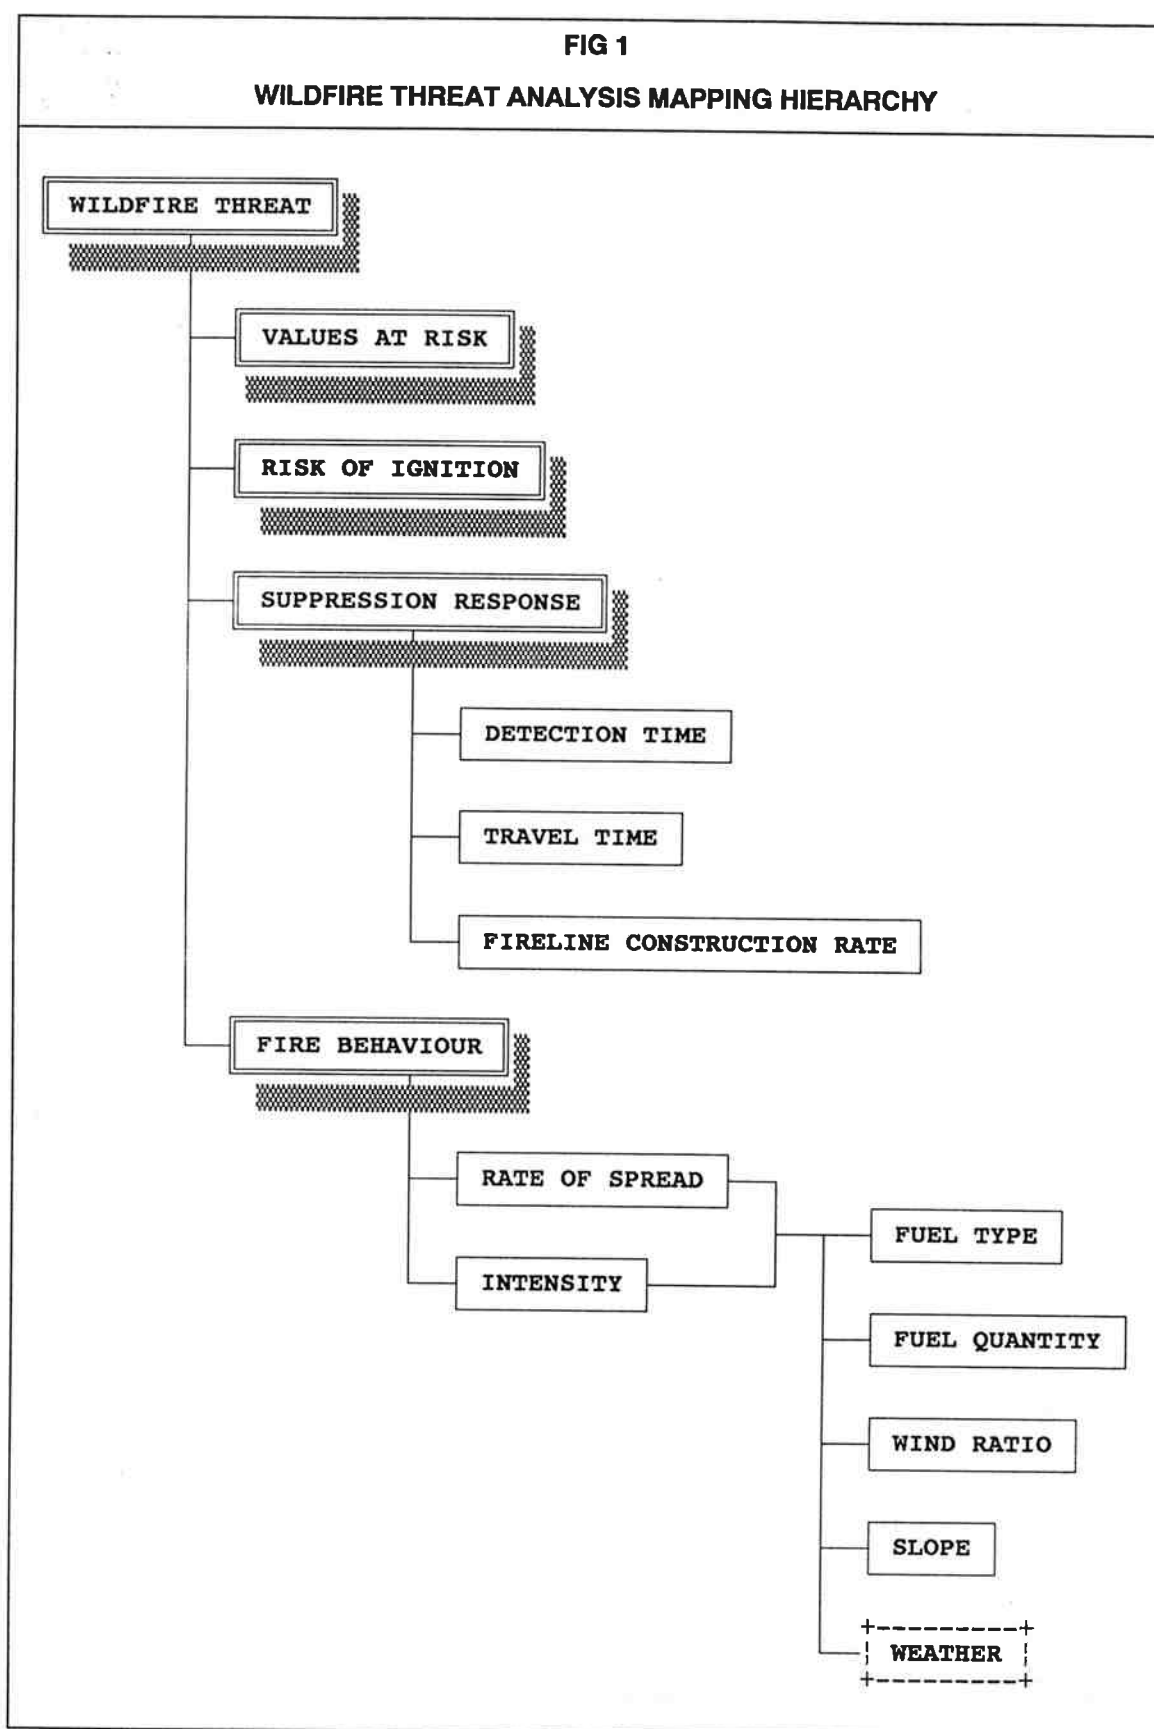 FIG 1
WILDFIRE THREAT ANALYSIS MAPPING HIERARCHY
WILDFIRE THREAT
VALUES AT RISK
RISK OF IGNITION
SUPPRESSION RESPONSE
DETECTION TIME
TRAVEL TIME
FIRELINE CONSTRUCTION RATE
FIRE BEHAVIOUR
RATE OF SPREAD
INTENSITY
FUEL TYPE
FUEL QUANTITY
WIND RATIO
SLOPE
WEATHER